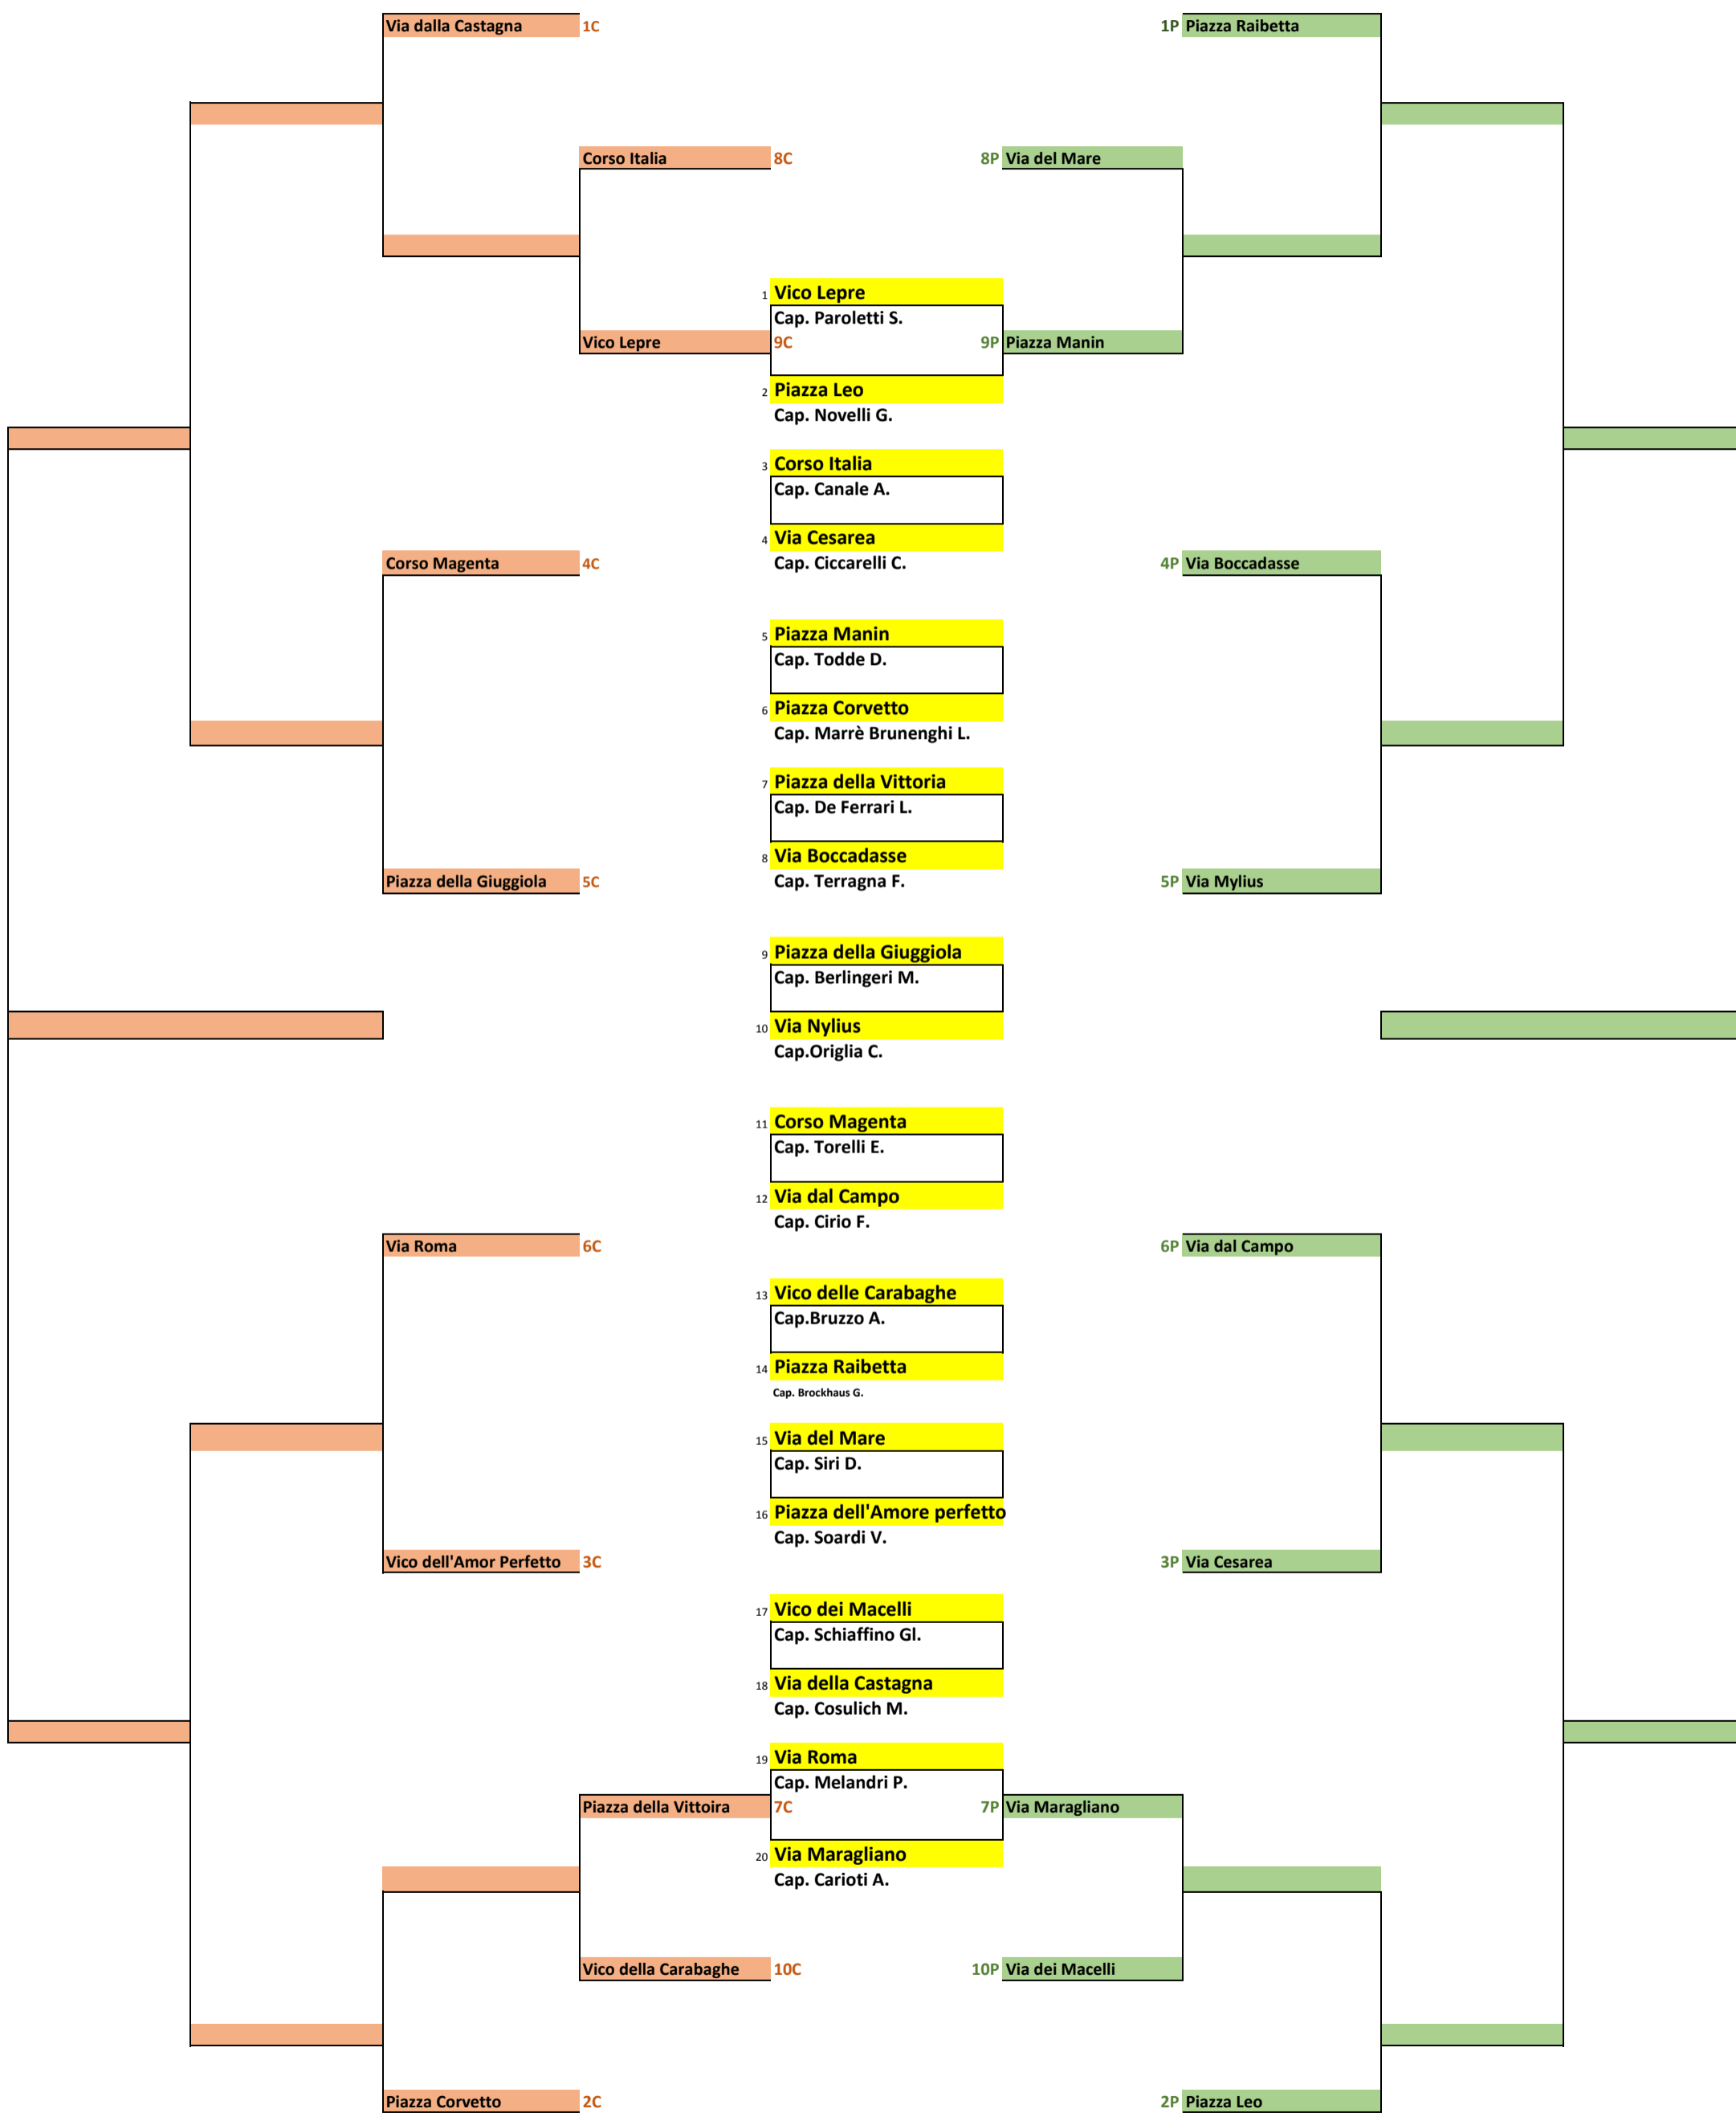 Via dalla Castagna 1C 1P Piazza Raibetta
Corso Italia 8C 8P Via del Mare
1 Vico Lepre
Cap. Paroletti S.
Vico Lepre 9C 9P Piazza Manin
2 Piazza Leo
Cap. Novelli G.
3 Corso Italia
Cap. Canale A.
4 Via Cesarea
Corso Magenta 4C Cap. Ciccarelli C. 4P Via Boccadasse
5 Piazza Manin
Cap. Todde D.
6 Piazza Corvetto
Cap. Marrè Brunenghi L.
7 Piazza della Vittoria
Cap. De Ferrari L.
8 Via Boccadasse
Piazza della Giuggiola 5C Cap. Terragna F. 5P Via Mylius
9 Piazza della Giuggiola
Cap. Berlingeri M.
10 Via Nylius
Cap.Origlia C.
11 Corso Magenta
Cap. Torelli E.
12 Via dal Campo
Cap. Cirio F.
Via Roma 6C 6P Via dal Campo
13 Vico delle Carabaghe
Cap.Bruzzo A.
14 Piazza Raibetta
Cap. Brockhaus G.
15 Via del Mare
Cap. Siri D.
16 Piazza dell'Amore perfetto
Cap. Soardi V.
Vico dell'Amor Perfetto 3C 3P Via Cesarea
17 Vico dei Macelli
Cap. Schiaffino Gl.
18 Via della Castagna
Cap. Cosulich M.
19 Via Roma
Cap. Melandri P.
Piazza della Vittoira 7C 7P Via Maragliano
20 Via Maragliano
Cap. Carioti A.
Vico della Carabaghe 10C 10P Via dei Macelli
Piazza Corvetto 2C 2P Piazza Leo